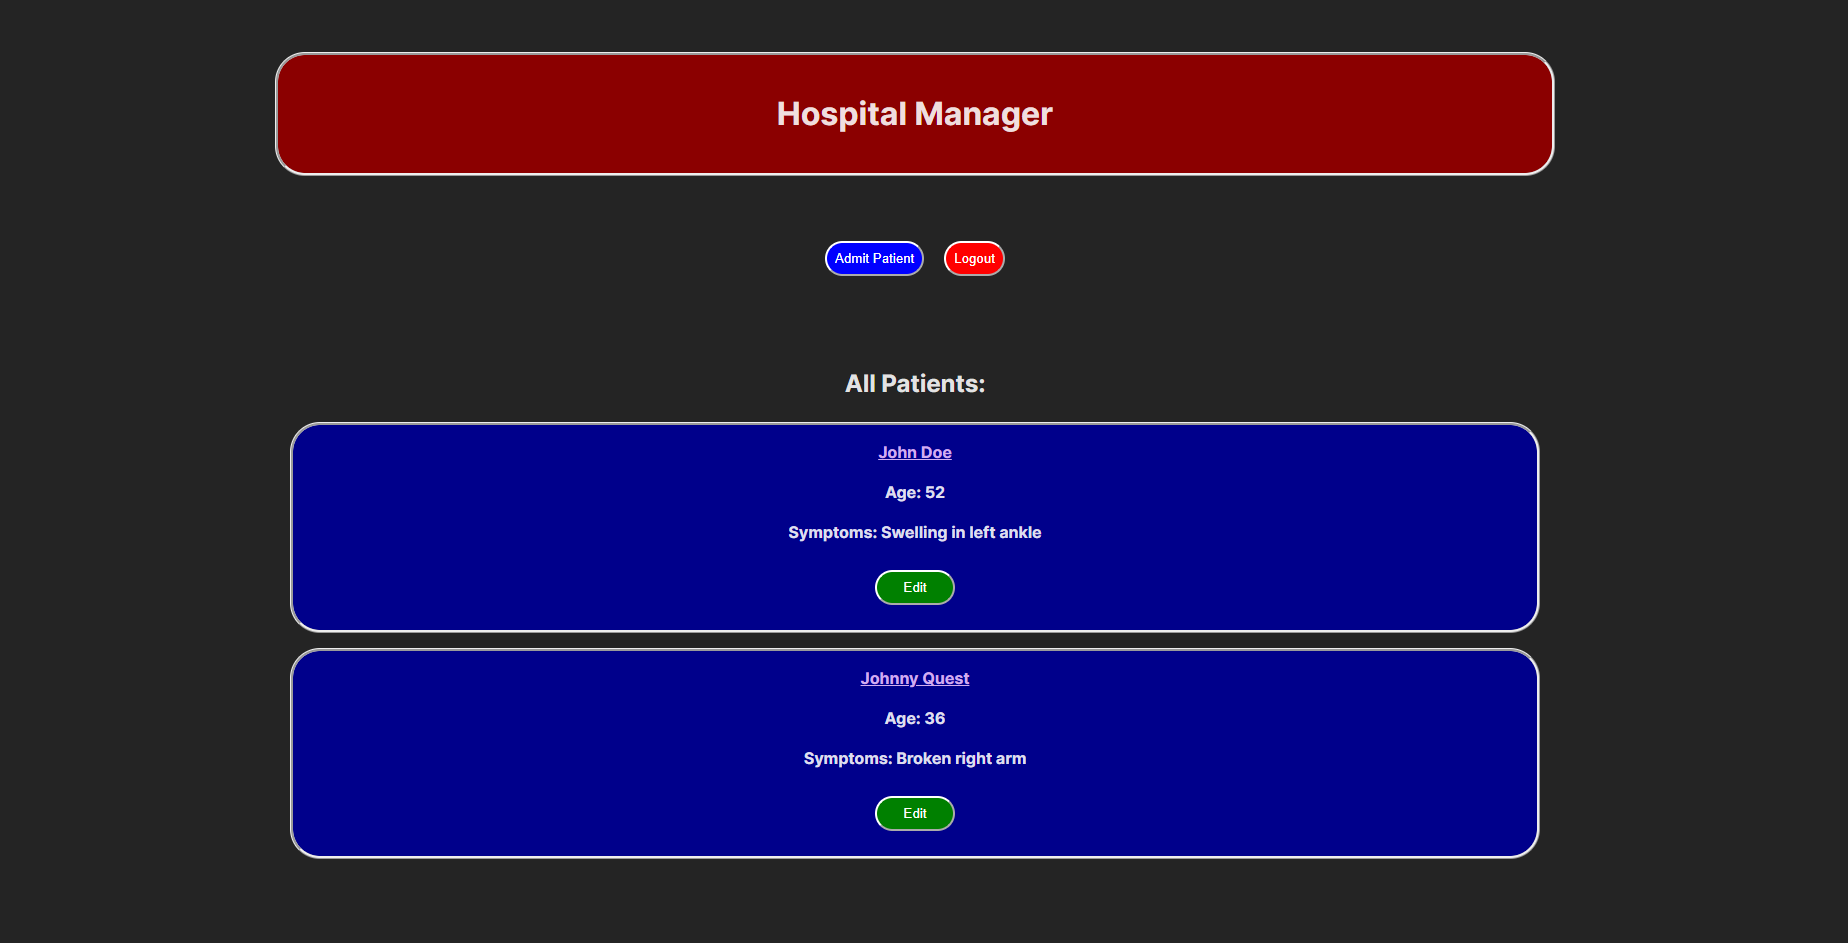 Hospital Manager
Admit Patient Logout
All Patients:
John Doe
Age: 52
Symptoms: Swelling in left ankle
Edit
Johnny Quest
Age: 36
Symptoms: Broken right arm
Edit